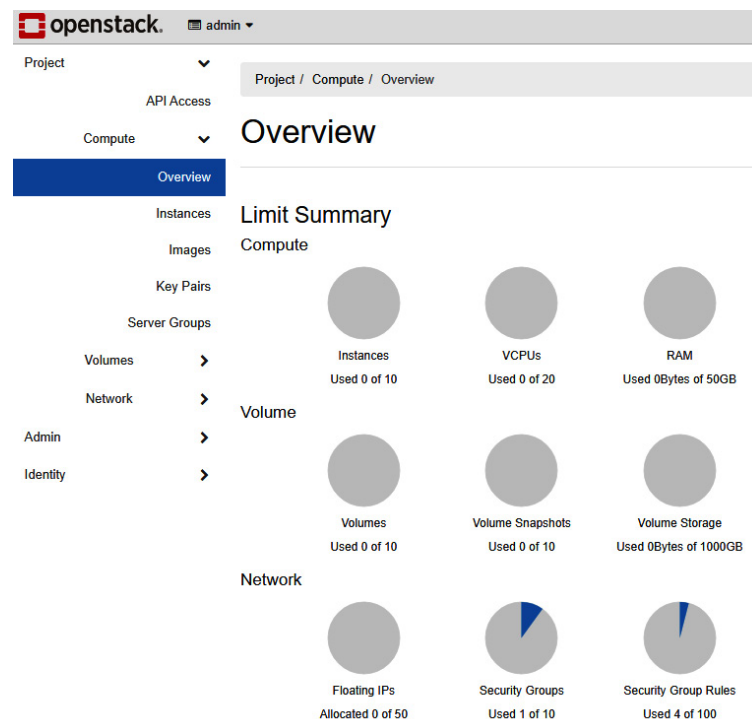 openstack. admin
Project
API Access
Compute
Overview
Instances
Images
Key Pairs
Server Groups
Volumes
Network
Admin
Identity
Project / Compute / Overview
Overview
Limit Summary
Compute
Instances VCPUs RAM
Used 0 of 10 Used 0 of 20 Used 0Bytes of 50GB
Volume
Volumes Volume Snapshots Volume Storage
Used 0 of 10 Used 0 of 10 Used 0Bytes of 1000GB
Network
Floating IPs Security Groups Security Group Rules
Allocated 0 of 50 Used 1 of 10 Used 4 of 100